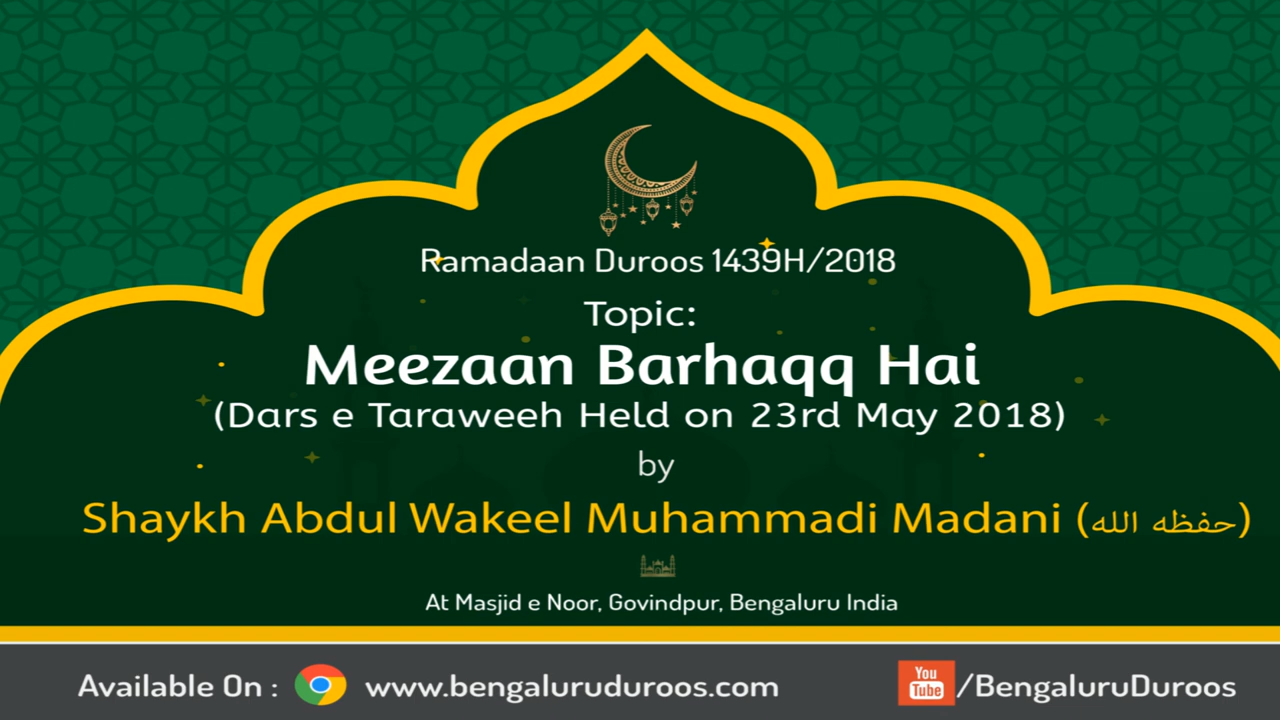 Ramadaan Duroos 1439H/2018
Topic:
Meezaan Barhaqq Hai
(Dars e Taraweeh Held on 23rd May 2018)
by
Shaykh Abdul Wakeel Muhammadi Madani (حفظه الله)
At Masjid e Noor, Govindpur, Bengaluru India
Available On : www.bengaluruduroos.com You Tube /BengaluruDuroos